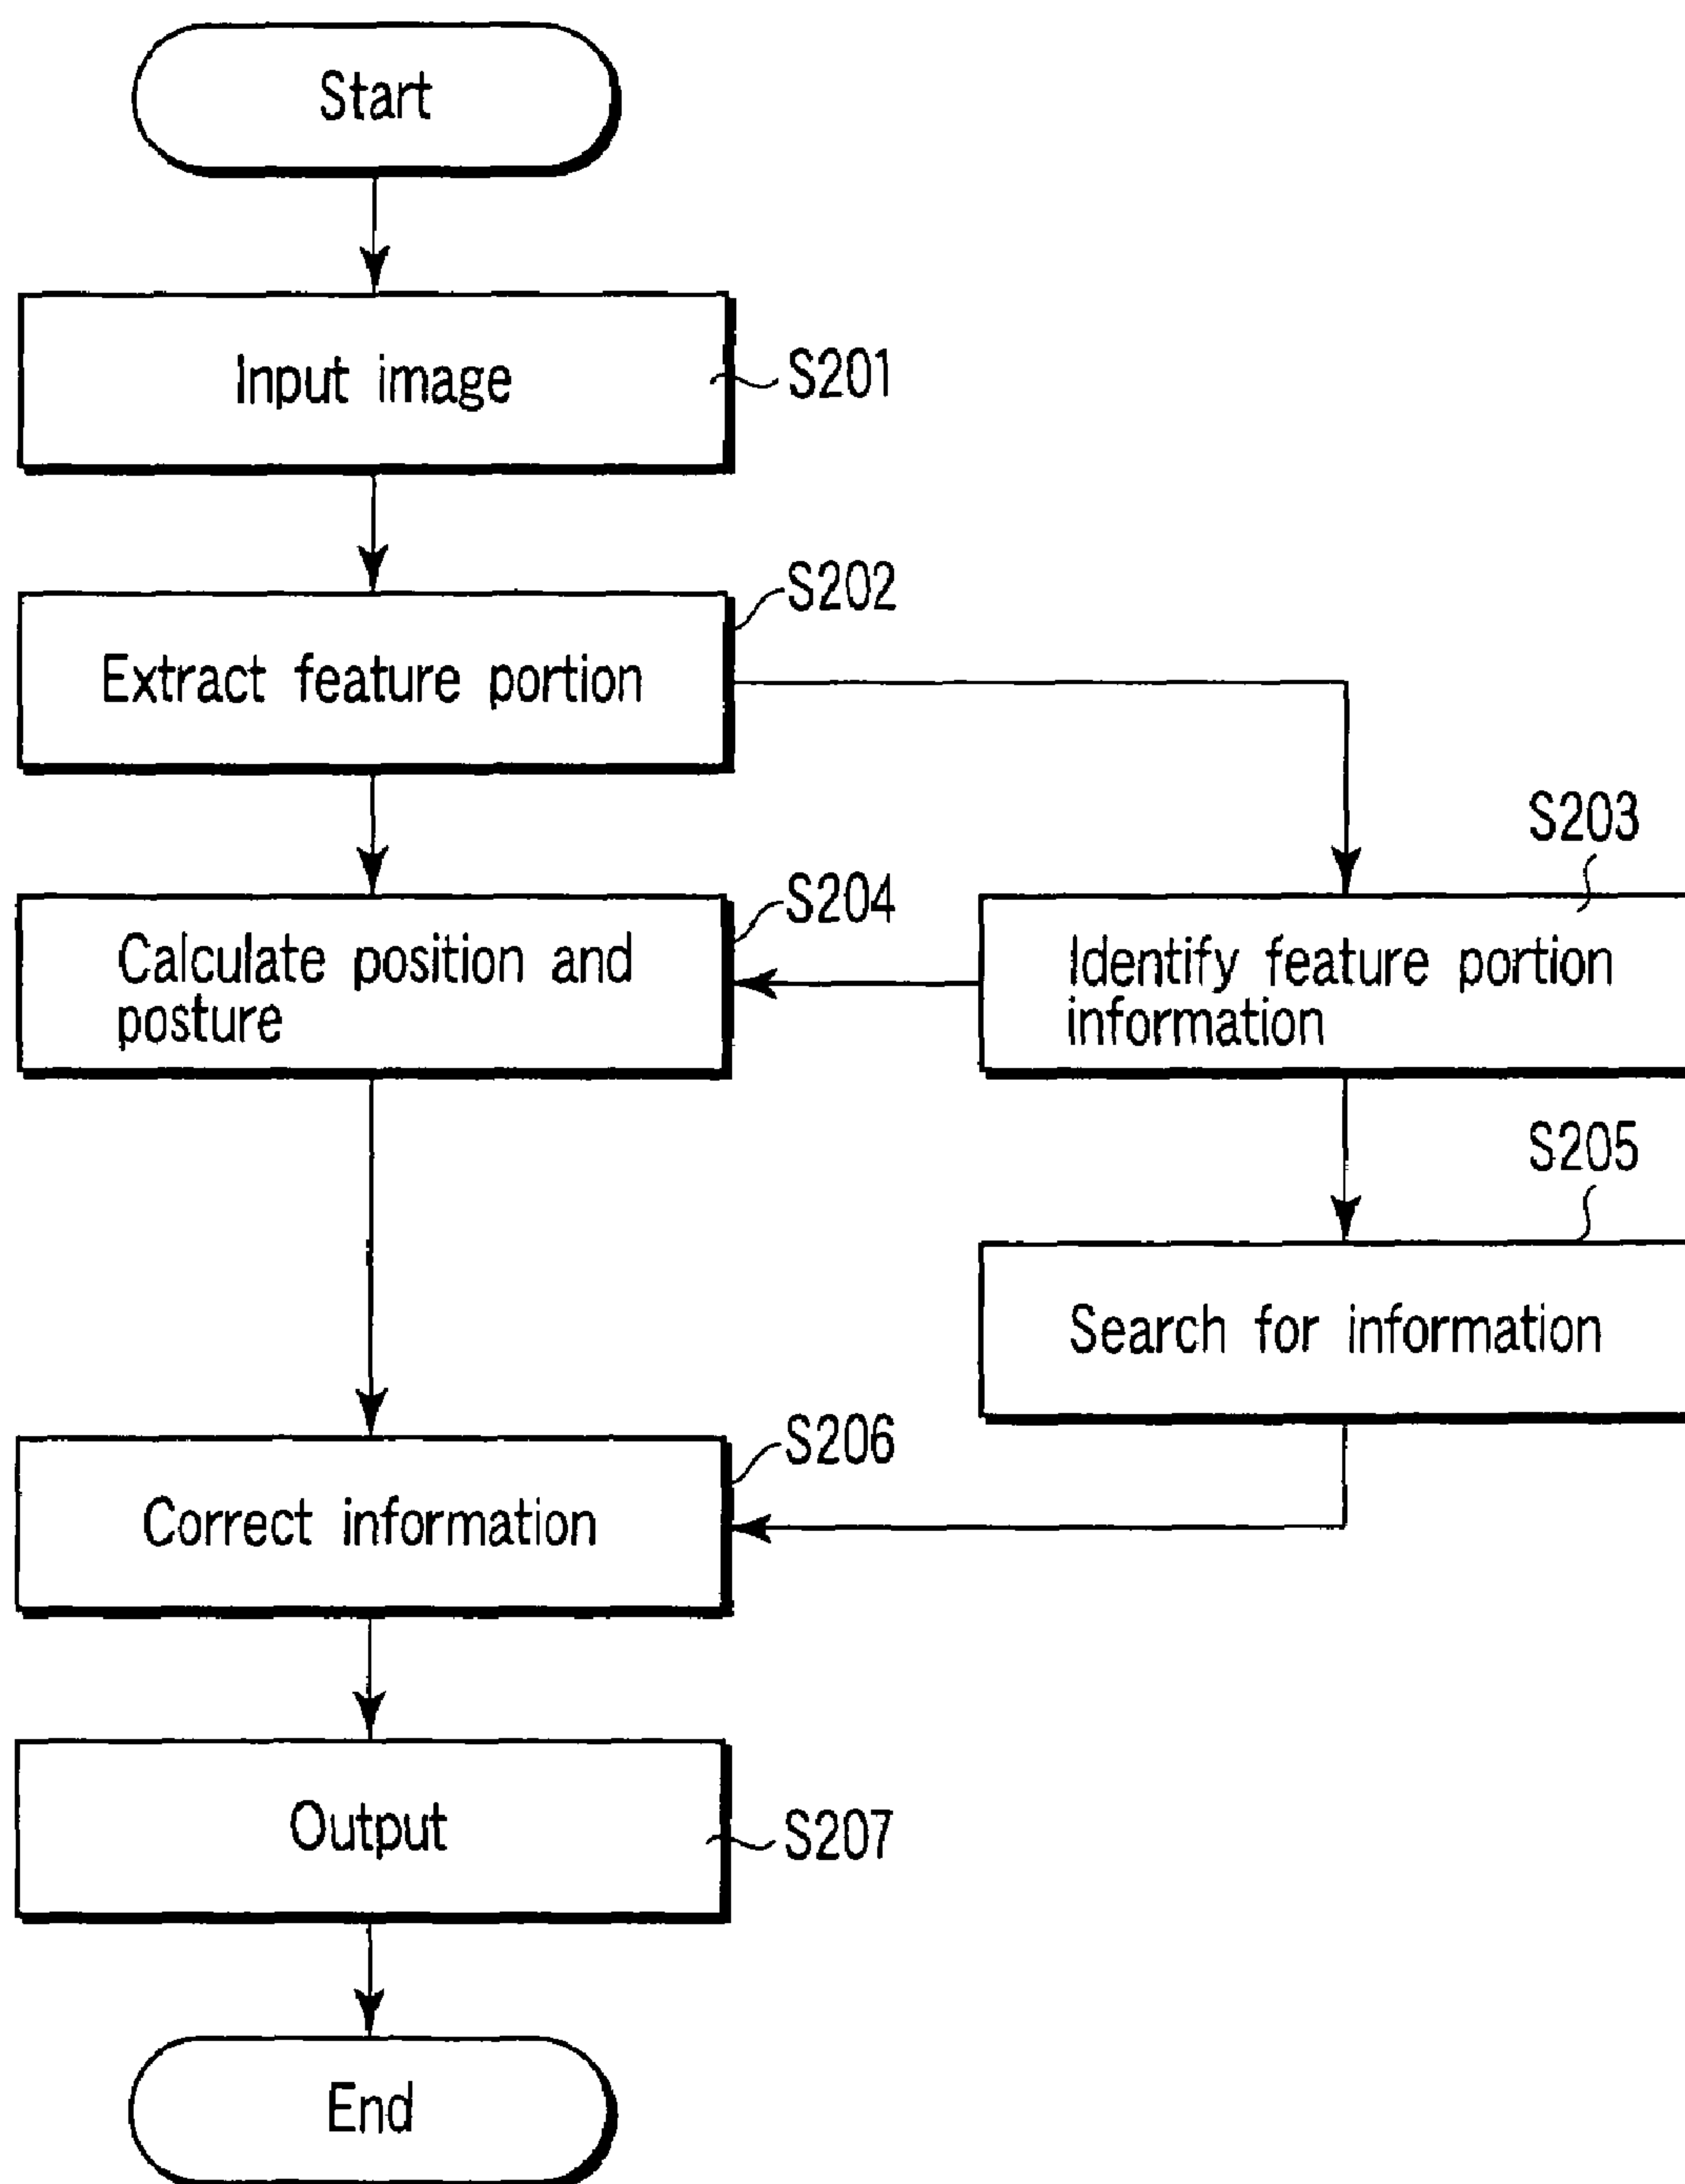 Start
Input image
S201
S202
Extract feature portion
S203
S204
Calculate position and
posture
Identify feature portion
information
S205
Search for information
S206
Correct information
Output
S207
End